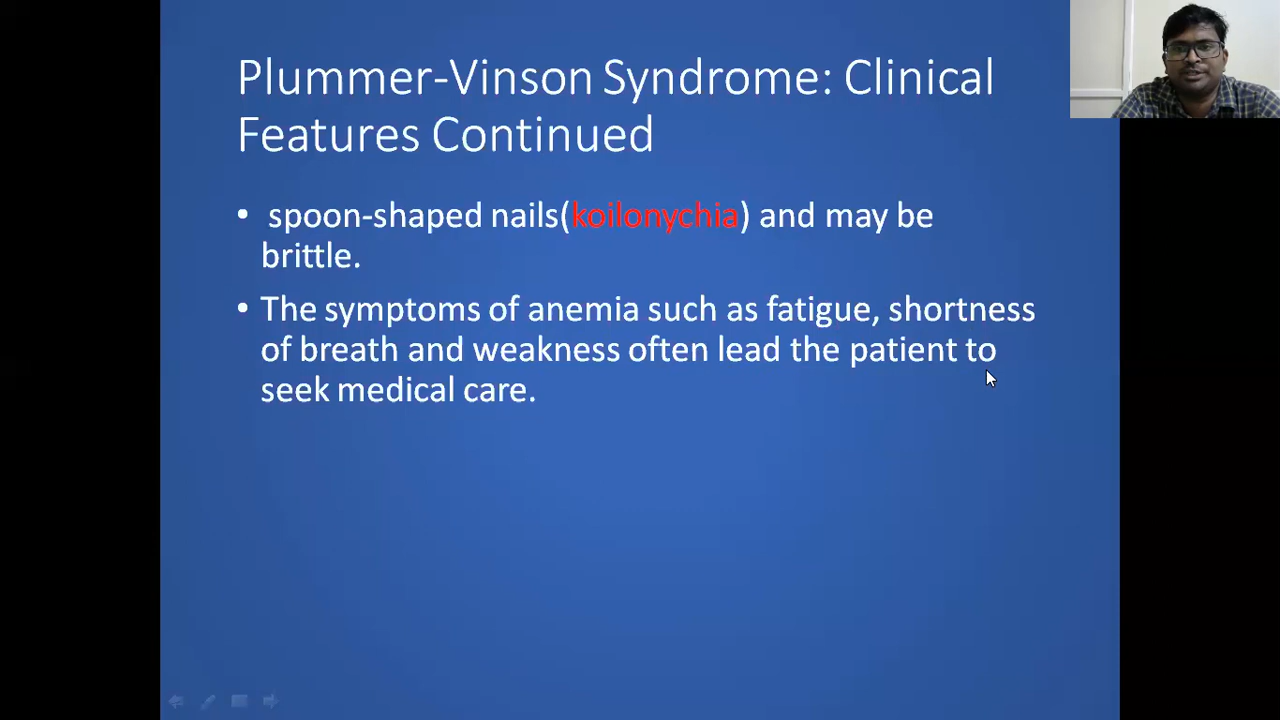 Plummer-Vinson Syndrome: Clinical
Features Continued
• spoon-shaped nails(koilonychia) and may be
brittle.
• The symptoms of anemia such as fatigue, shortness
of breath and weakness often lead the patient to
seek medical care.